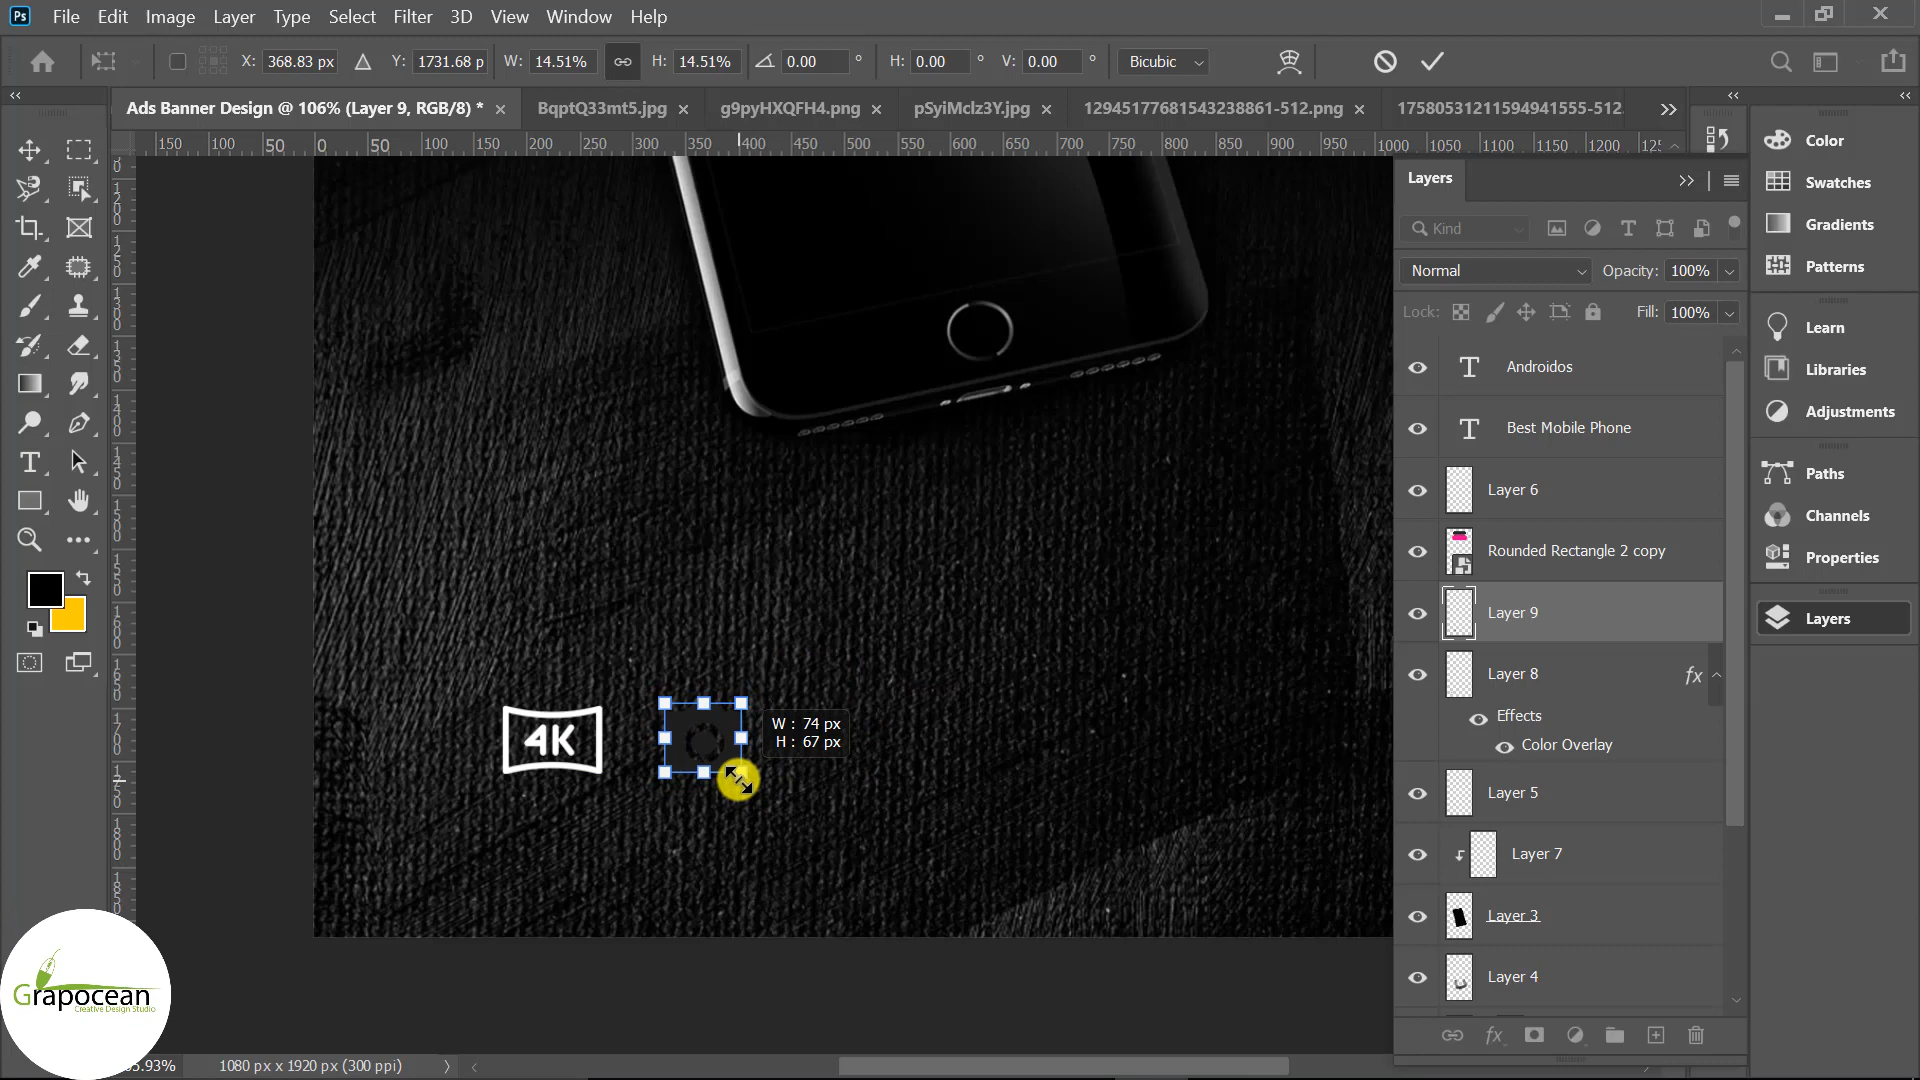 Ps File Edit Image Layer Type Select Filter 3D View Window Help
X: 368.83 px Y: 1731.68 p W: 14.51% H: 14.51% 0.00 ° H: 0.00 ° V: 0.00 ° Bicubic
Ads Banner Design @ 106% (Layer 9, RGB/8) * BqptQ33mt5.jpg g9pyHXQFH4.png pSyiMclz3Y.jpg 12945177681543238861-512.png 17580531211594941555-512
150 100 50 0 50 100 150 200 250 300 350 400 450 500 550 600 650 700 750 800 850 900 950 1000 1050 1100 1150 1200
Color
Swatches
Gradients
Patterns
Learn
Libraries
Adjustments
Paths
Channels
Properties
Layers
Layers
Kind
Normal Opacity: 100%
Lock: Fill: 100%
Androidos
Best Mobile Phone
Layer 6
Rounded Rectangle 2 copy
Layer 9
Layer 8 fx
Effects
Color Overlay
Layer 5
Layer 7
Layer 3
Layer 4
fx
4K
W : 74 px
H : 67 px
Grapocean
Creative Design Studio
5.93% 1080 px x 1920 px (300 ppi)